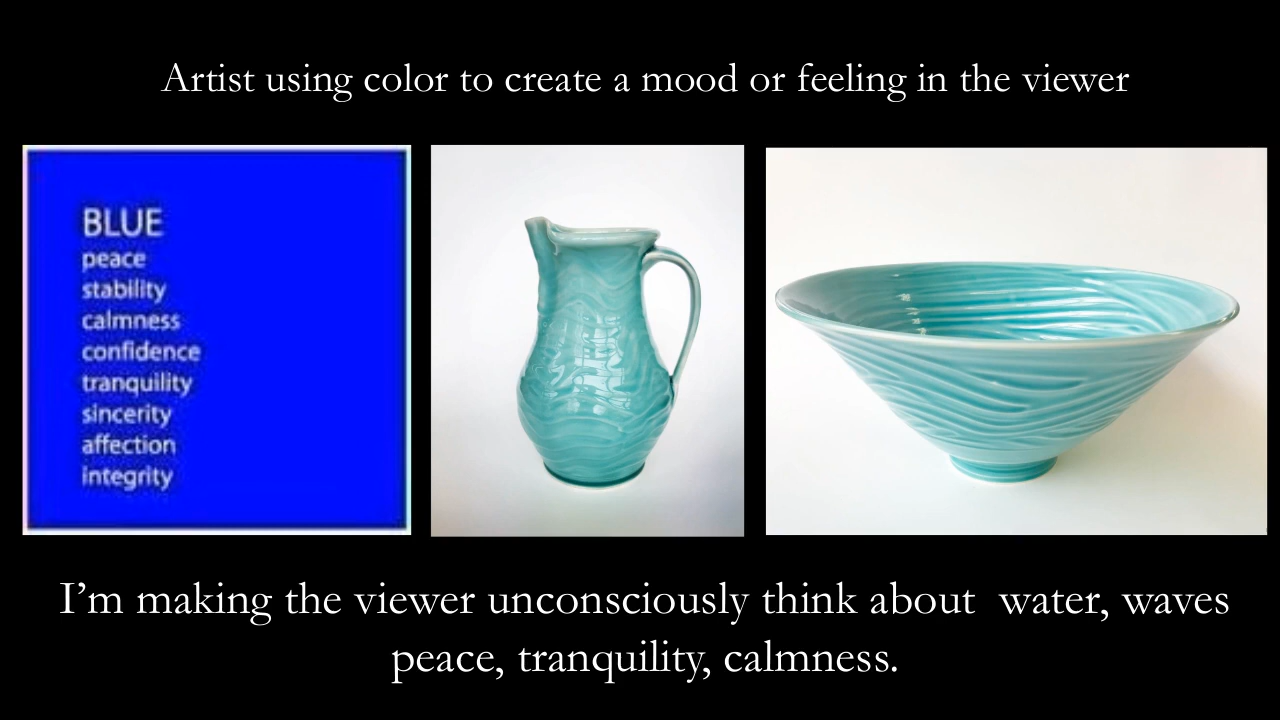 Artist using color to create a mood or feeling in the viewer
BLUE
peace
stability
calmness
confidence
tranquility
sincerity
affection
integrity
I’m making the viewer unconsciously think about  water, waves
peace, tranquility, calmness.